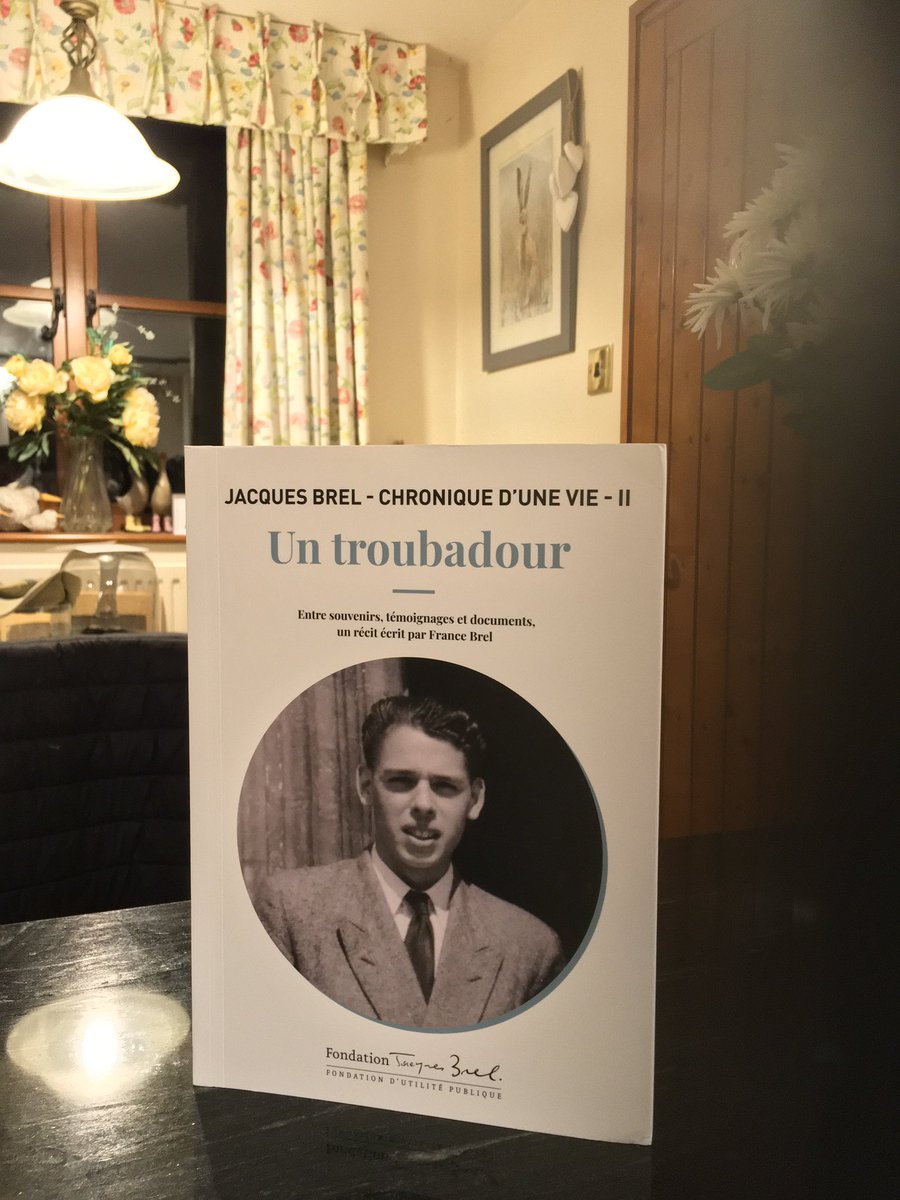 JACQUES BREL - CHRONIQUE D'UNE VIE - II
Un troubadour
Entre souvenirs, témoignages et documents,
un récit écrit par France Brel
Fondation Jacques Brel.
FONDATION D'UTILITÉ PUBLIQUE